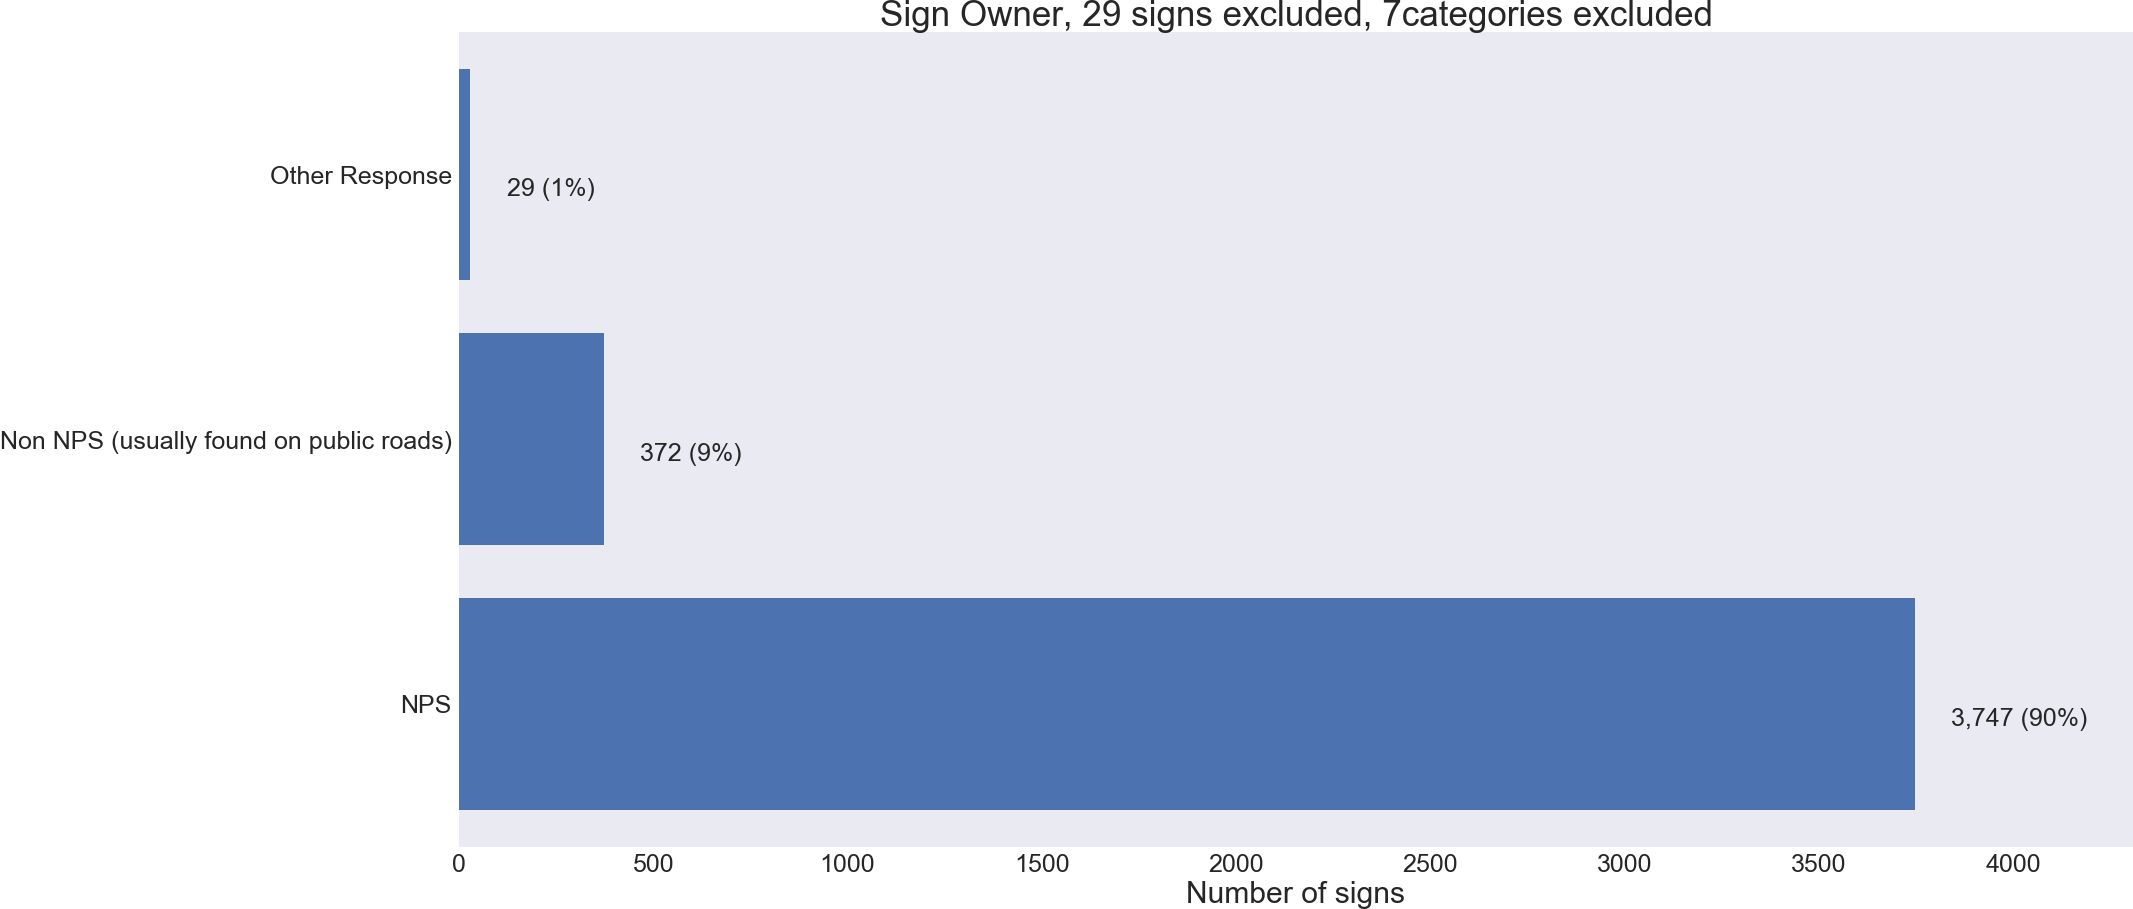 Sign Owner, 29 signs excluded, 7categories excluded
Other Response
29 (1%)
Non NPS (usually found on public roads)
372 (9%)
NPS
3,747 (90%)
0 500 1000 1500 2000 2500 3000 3500 4000
Number of signs